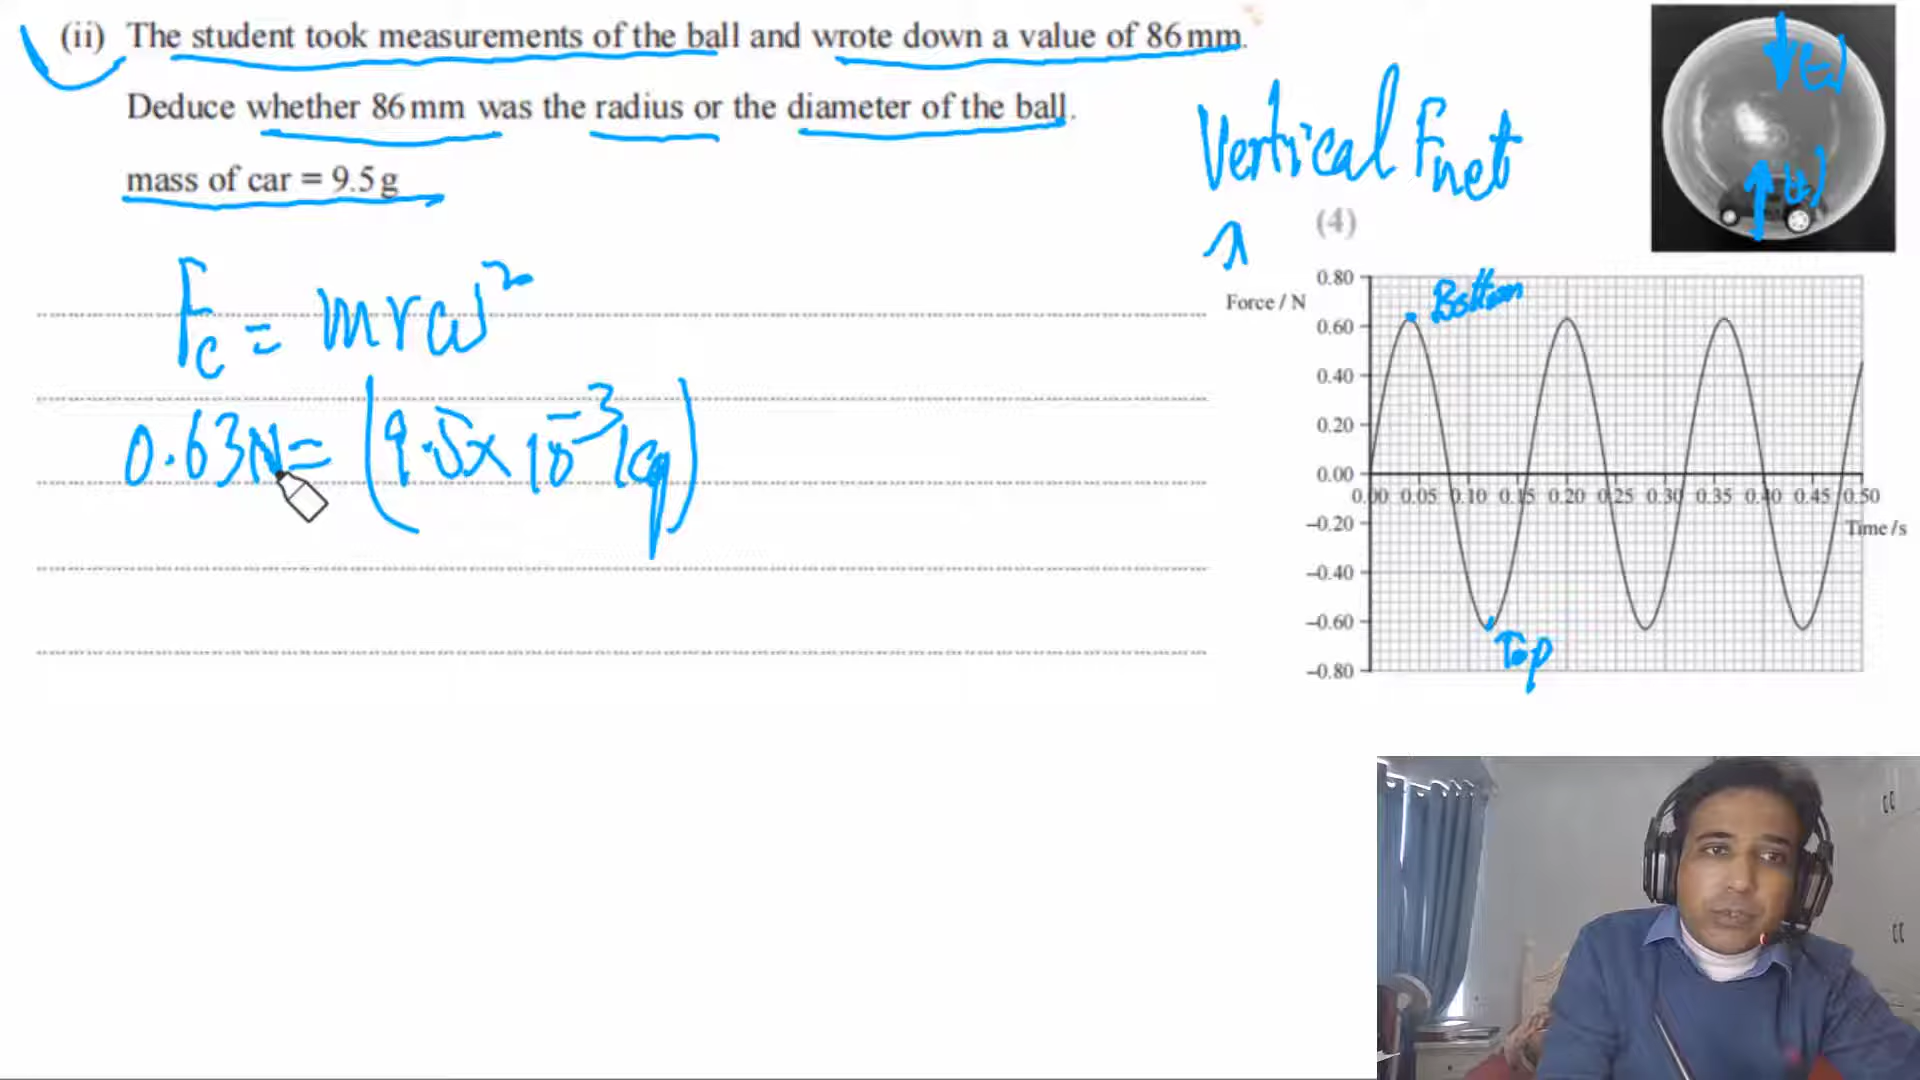 (ii) The student took measurements of the ball and wrote down a value of 86 mm.
Deduce whether 86 mm was the radius or the diameter of the ball.
mass of car = 9.5 g
(4)
Vertical Fnet
(-)
(+)
Fc = mrω²
0.63N = (9.5 x 10⁻³ kg)
Force / N
0.80
0.60
0.40
0.20
0.00
−0.20
−0.40
−0.60
−0.80
0.00 0.05 0.10 0.15 0.20 0.25 0.30 0.35 0.40 0.45 0.50
Time / s
Bottom
Top